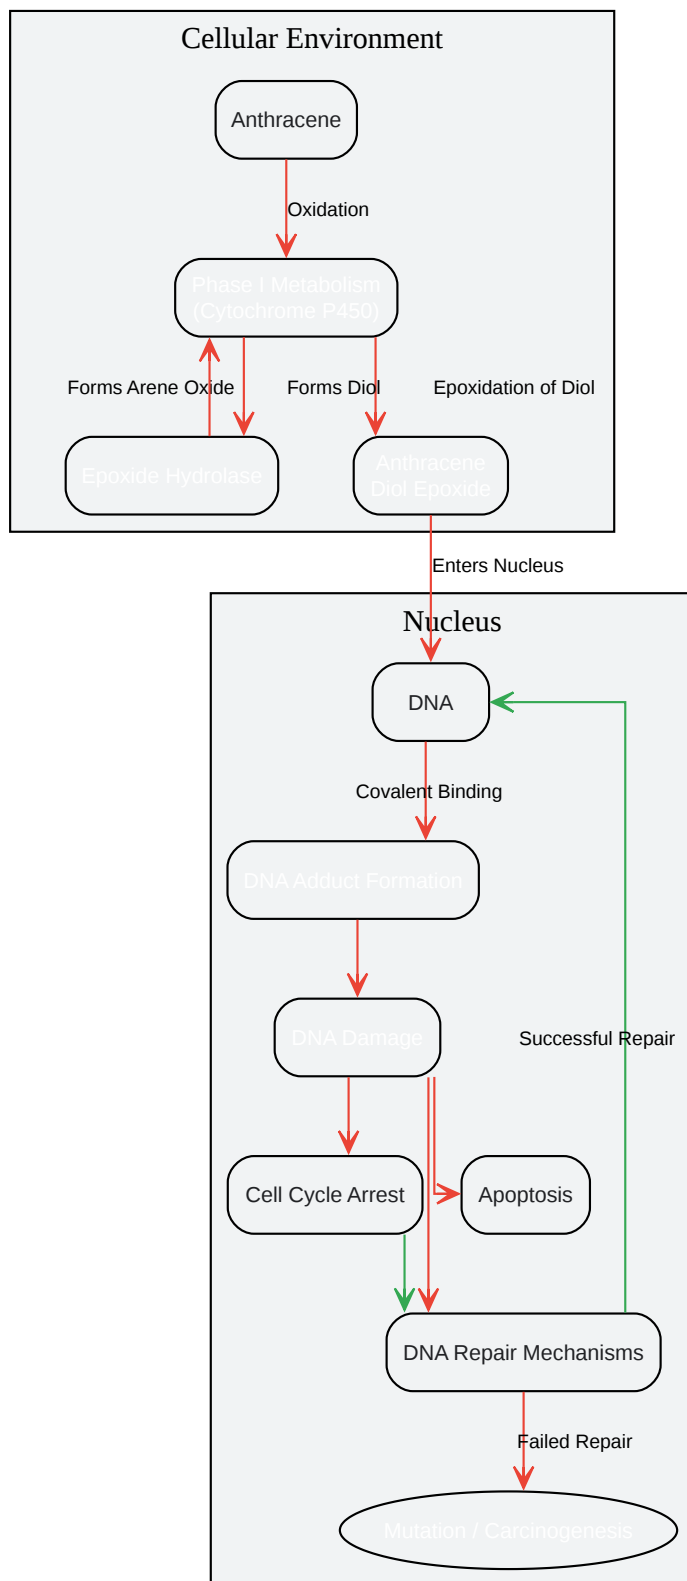 Cellular Environment
Anthracene
Oxidation
Phase I Metabolism
(Cytochrome P450)
Forms Arene Oxide
Forms Diol
Epoxidation of Diol
Epoxide Hydrolase
Anthracene
Diol Epoxide
Enters Nucleus
Nucleus
DNA
Covalent Binding
DNA Adduct Formation
DNA Damage
Successful Repair
Cell Cycle Arrest
Apoptosis
DNA Repair Mechanisms
Failed Repair
Mutation / Carcinogenesis